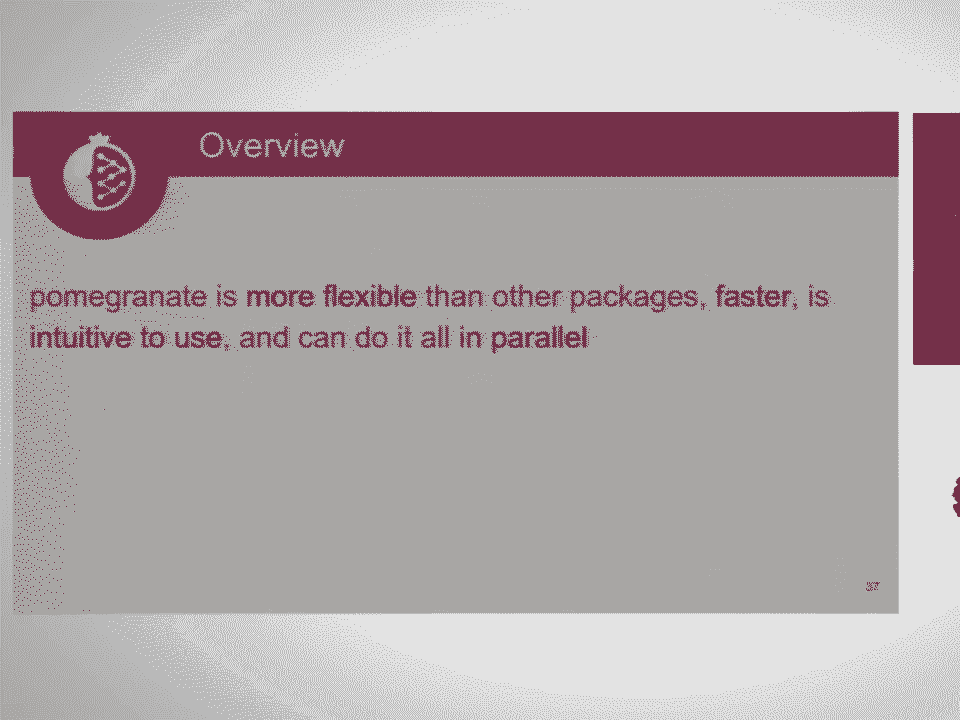 Overview
pomegranate is more flexible than other packages, faster, is
intuitive to use, and can do it all in parallel
37